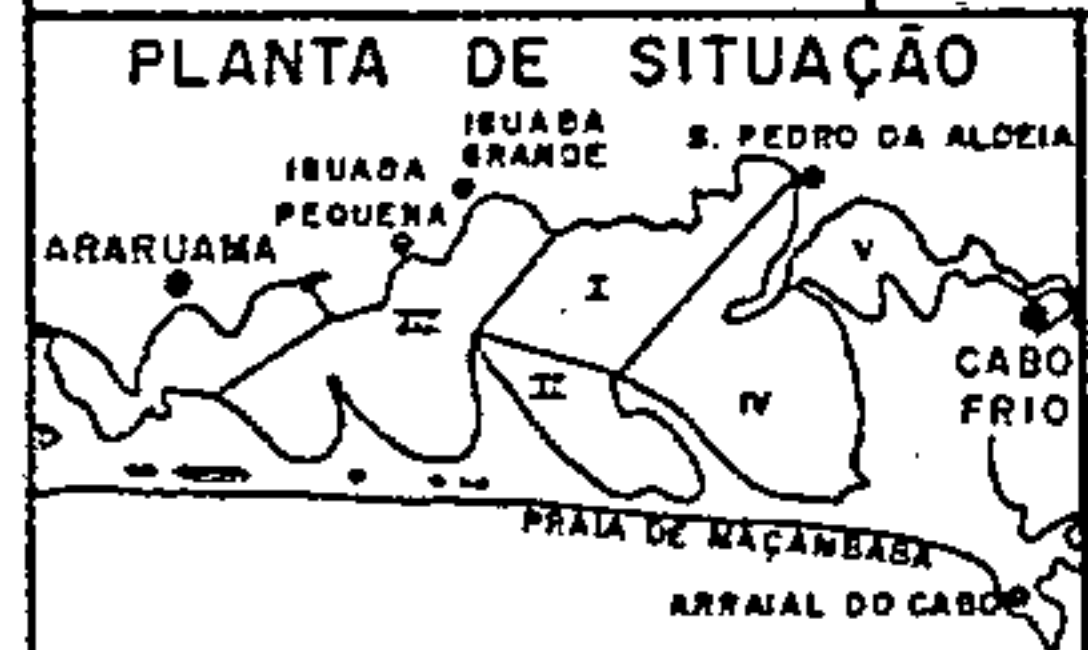 PLANTA DE SITUAÇÃO
IGUABA
GRANDE
S. PEDRO DA ALDEIA
IGUABA
PEQUENA
ARARUAMA
V
I
III
CABO
FRIO
II
IV
PRAIA DE MAÇAMBABA
ARRAIAL DO CABO